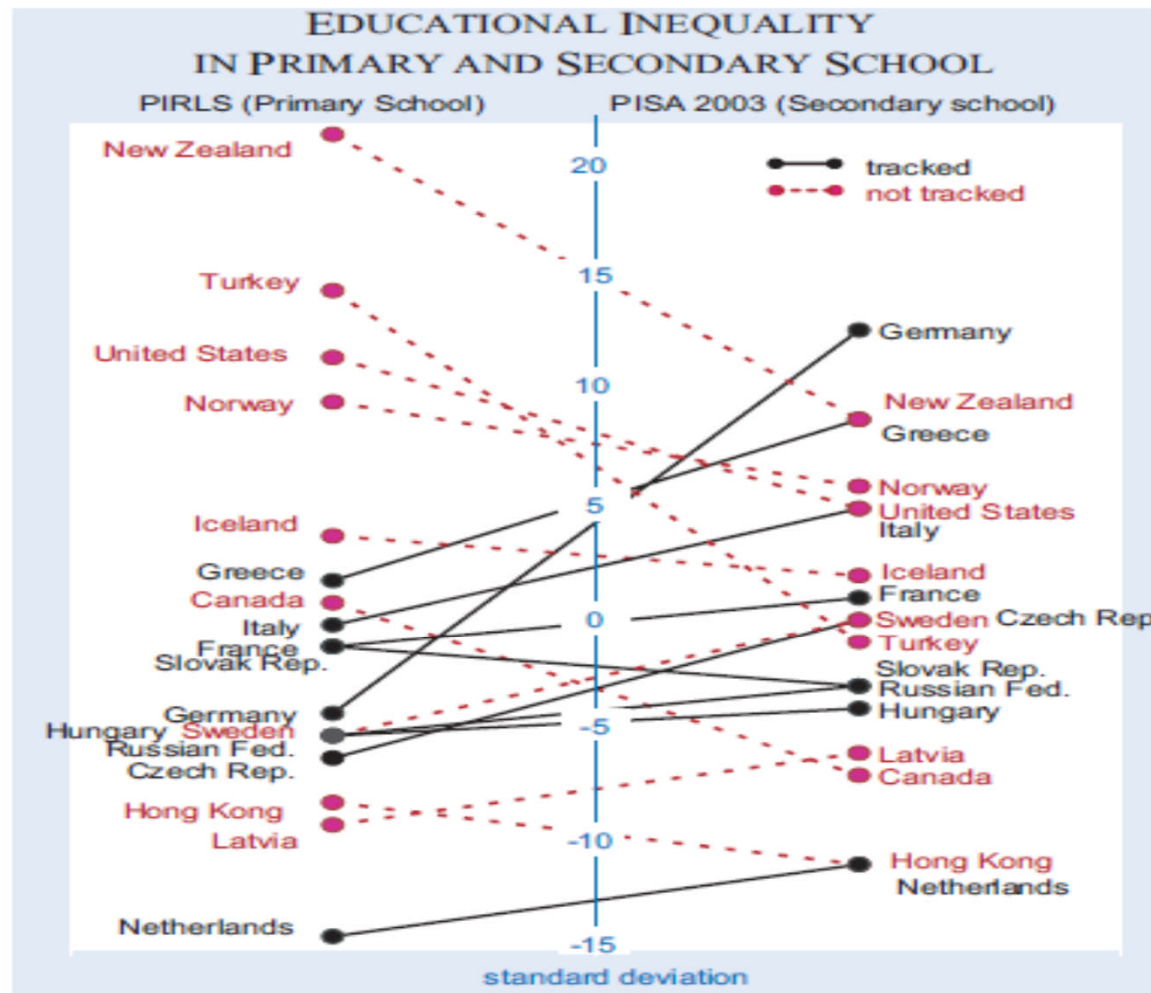 EDUCATIONAL INEQUALITY
IN PRIMARY AND SECONDARY SCHOOL
PIRLS (Primary School) PISA 2003 (Secondary school)
New Zealand
20
tracked
not tracked
Turkey
15
Germany
United States
10
Norway
New Zealand
Greece
Norway
5
United States
Iceland
Italy
Greece
Iceland
Canada
France
Italy
0
Sweden Czech Rep
France
Turkey
Slovak Rep.
Slovak Rep.
Russian Fed.
Germany
Hungary
Hungary Sweden
-5
Russian Fed.
Latvia
Czech Rep.
Canada
Hong Kong
Latvia
-10
Hong Kong
Netherlands
Netherlands
-15
standard deviation